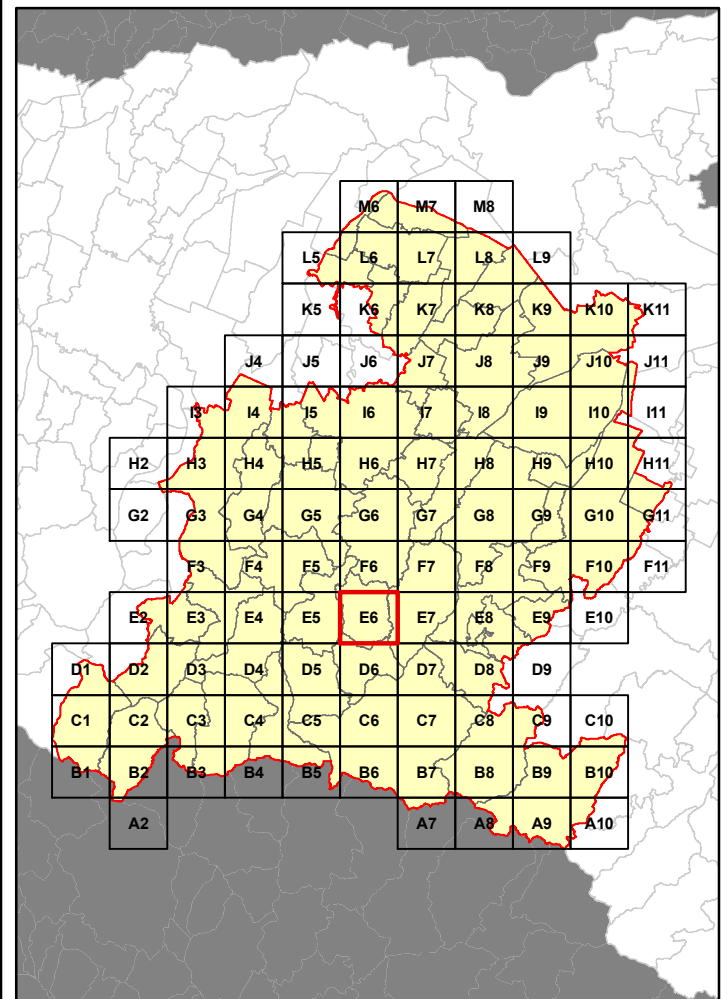 M6 M7 M8
L5 L6 L7 L8 L9
K5 K6 K7 K8 K9 K10 K11
J4 J5 J6 J7 J8 J9 J10 J11
I3 I4 I5 I6 I7 I8 I9 I10 I11
H2 H3 H4 H5 H6 H7 H8 H9 H10 H11
G2 G3 G4 G5 G6 G7 G8 G9 G10 G11
F3 F4 F5 F6 F7 F8 F9 F10 F11
E2 E3 E4 E5 E6 E7 E8 E9 E10
D1 D2 D3 D4 D5 D6 D7 D8 D9
C1 C2 C3 C4 C5 C6 C7 C8 C9 C10
B1 B2 B3 B4 B5 B6 B7 B8 B9 B10
A2 A7 A8 A9 A10